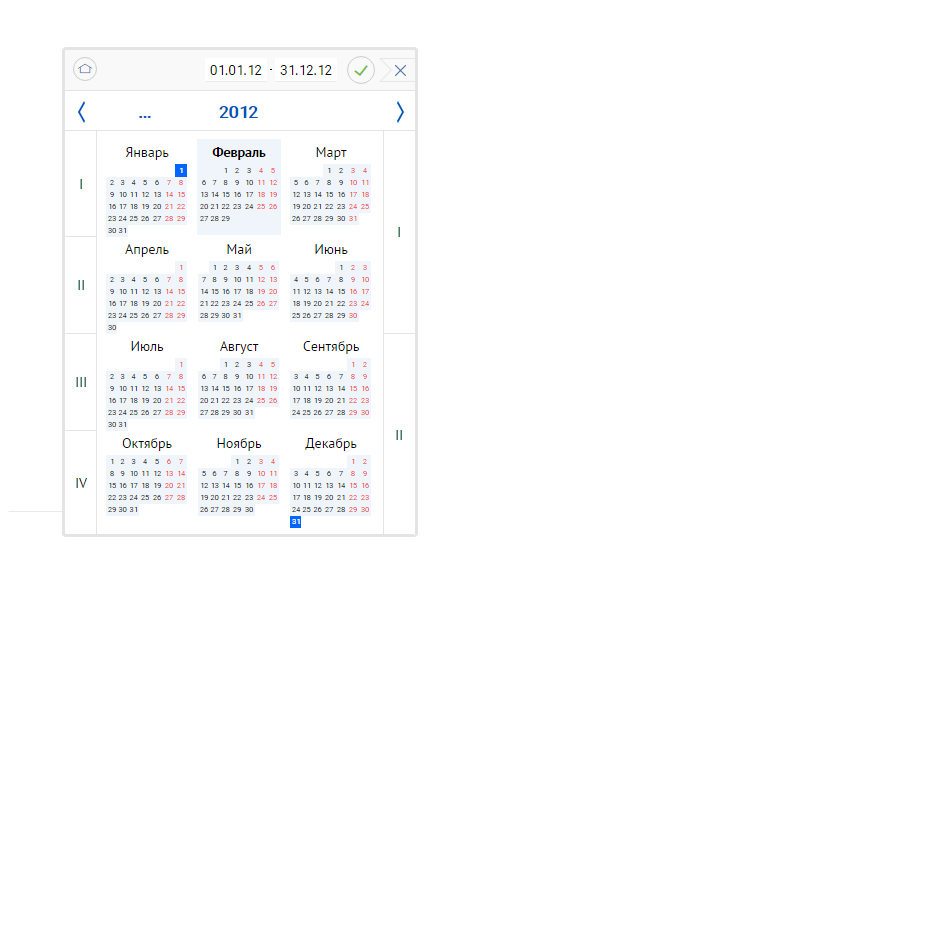 01.01.12 - 31.12.12
... 2012
Январь Февраль Март
1 1 2 3 4 5 1 2 3 4
2 3 4 5 6 7 8 6 7 8 9 10 11 12 5 6 7 8 9 10 11
I 9 10 11 12 13 14 15 13 14 15 16 17 18 19 12 13 14 15 16 17 18
16 17 18 19 20 21 22 20 21 22 23 24 25 26 19 20 21 22 23 24 25
23 24 25 26 27 28 29 27 28 29 26 27 28 29 30 31
30 31 I
Апрель Май Июнь
1 1 2 3 4 5 6 1 2 3
II 2 3 4 5 6 7 8 7 8 9 10 11 12 13 4 5 6 7 8 9 10
9 10 11 12 13 14 15 14 15 16 17 18 19 20 11 12 13 14 15 16 17
16 17 18 19 20 21 22 21 22 23 24 25 26 27 18 19 20 21 22 23 24
23 24 25 26 27 28 29 28 29 30 31 25 26 27 28 29 30
30
Июль Август Сентябрь
1 1 2 3 4 5 1 2
III 2 3 4 5 6 7 8 6 7 8 9 10 11 12 3 4 5 6 7 8 9
9 10 11 12 13 14 15 13 14 15 16 17 18 19 10 11 12 13 14 15 16
16 17 18 19 20 21 22 20 21 22 23 24 25 26 17 18 19 20 21 22 23
23 24 25 26 27 28 29 27 28 29 30 31 24 25 26 27 28 29 30
30 31
Октябрь Ноябрь Декабрь II
1 2 3 4 5 6 7 1 2 3 4 1 2
8 9 10 11 12 13 14 5 6 7 8 9 10 11 3 4 5 6 7 8 9
IV 15 16 17 18 19 20 21 12 13 14 15 16 17 18 10 11 12 13 14 15 16
22 23 24 25 26 27 28 19 20 21 22 23 24 25 17 18 19 20 21 22 23
29 30 31 26 27 28 29 30 24 25 26 27 28 29 30
31